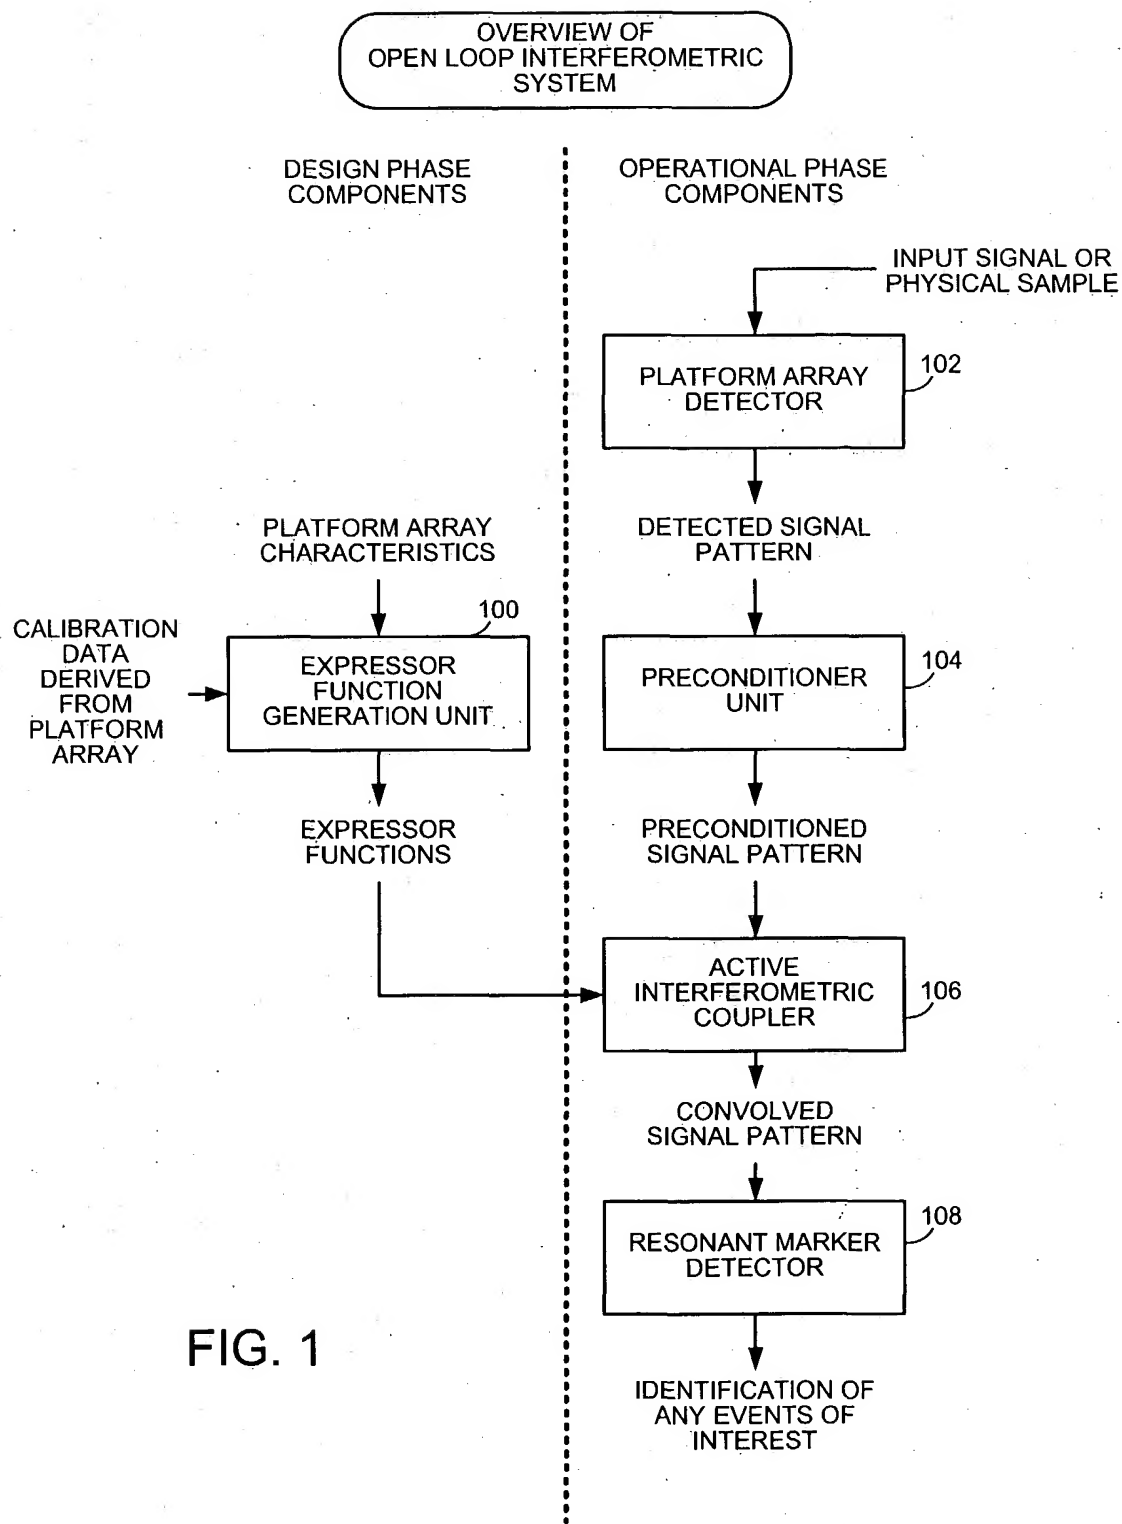 OVERVIEW OF
OPEN LOOP INTERFEROMETRIC
SYSTEM
DESIGN PHASE
COMPONENTS
OPERATIONAL PHASE
COMPONENTS
INPUT SIGNAL OR
PHYSICAL SAMPLE
102
PLATFORM ARRAY
DETECTOR
DETECTED SIGNAL
PATTERN
PLATFORM ARRAY
CHARACTERISTICS
CALIBRATION
DATA
DERIVED
FROM
PLATFORM
ARRAY
100
EXPRESSOR
FUNCTION
GENERATION UNIT
104
PRECONDITIONER
UNIT
EXPRESSOR
FUNCTIONS
PRECONDITIONED
SIGNAL PATTERN
ACTIVE
INTERFEROMETRIC
COUPLER
106
CONVOLVED
SIGNAL PATTERN
108
RESONANT MARKER
DETECTOR
IDENTIFICATION OF
ANY EVENTS OF
INTEREST
FIG. 1